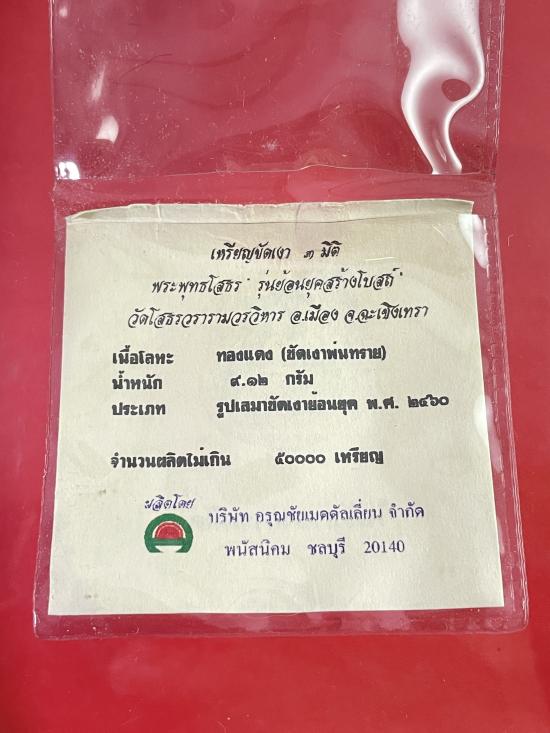 เหรียญขัดเงา ๓ มิติ
พระพุทธโสธร "รุ่นย้อนยุคสร้างโบสถ์"
วัดโสธรวรารามวรวิหาร อ.เมือง จ.ฉะเชิงเทรา
เนื้อโลหะ ทองแดง (ขัดเงาพ่นทราย)
น้ำหนัก ๙.๑๒ กรัม
ประเภท รูปเสมาขัดเงาย้อนยุค พ.ศ. ๒๔๖๐
จำนวนผลิตไม่เกิน ๕๐๐๐๐ เหรียญ
ผลิตโดย
บริษัท อรุณชัยเมดดัลเลี่ยน จำกัด
พนัสนิคม ชลบุรี 20140